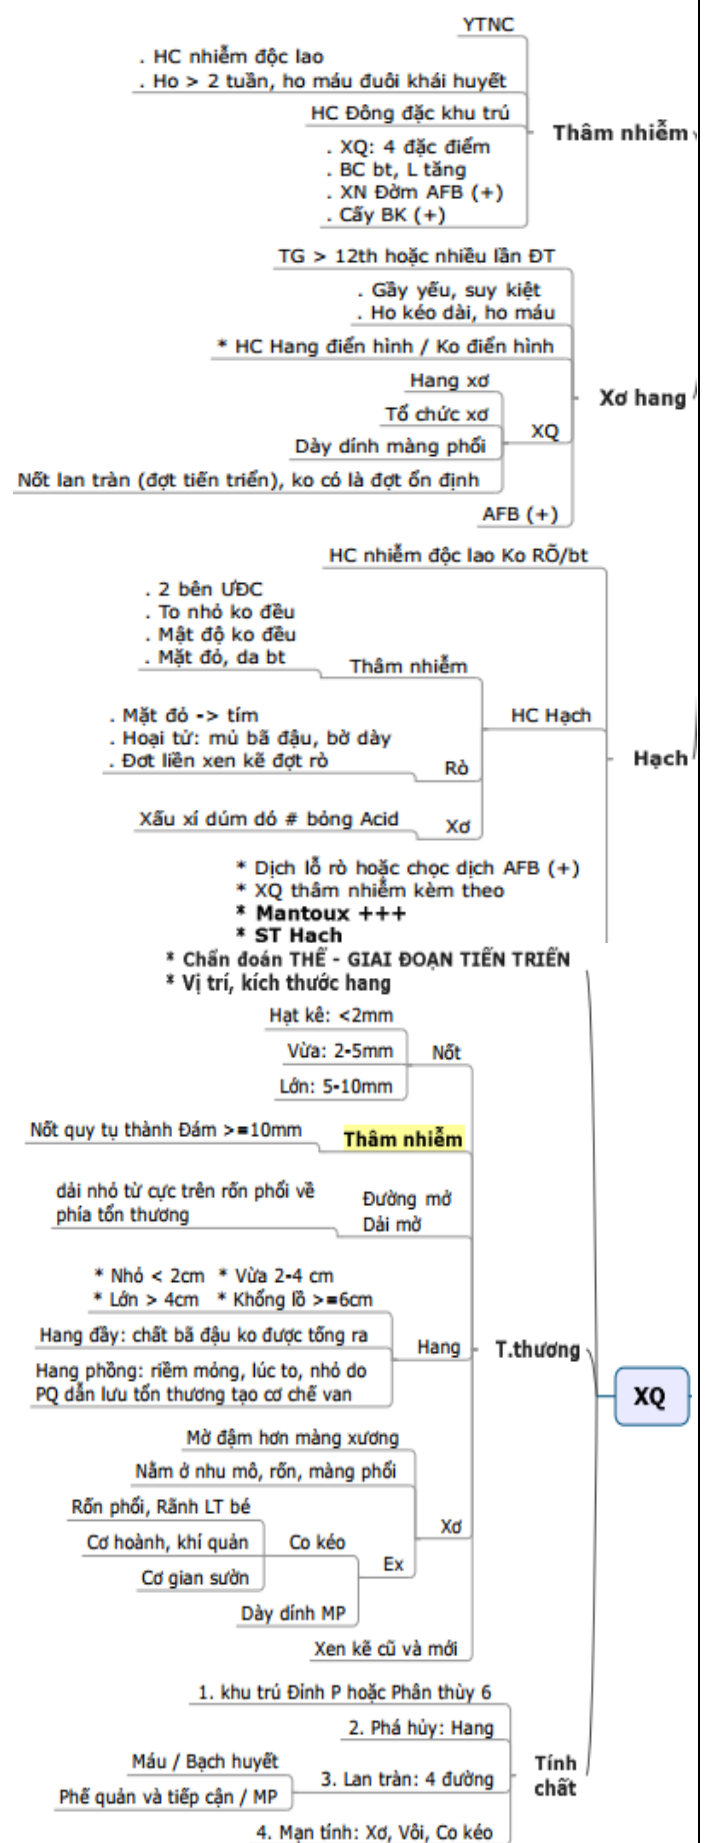 YTNC
. HC nhiễm độc lao
. Ho > 2 tuần, ho máu đuôi khái huyết
HC Đông đặc khu trú
Thâm nhiễm
. XQ: 4 đặc điểm
. BC bt, L tăng
. XN Đờm AFB (+)
. Cấy BK (+)
TG > 12th hoặc nhiều lần ĐT
. Gầy yếu, suy kiệt
. Ho kéo dài, ho máu
* HC Hang điển hình / Ko điển hình
Hang xơ
Xơ hang
Tổ chức xơ
XQ
Dày dính màng phổi
Nốt lan tràn (đợt tiến triển), ko có là đợt ổn định
AFB (+)
HC nhiễm độc lao Ko RÕ/bt
. 2 bên ƯĐC
. To nhỏ ko đều
. Mật độ ko đều
. Mặt đỏ, da bt
Thâm nhiễm
. Mặt đỏ -> tím
HC Hạch
. Hoại tử: mủ bã đậu, bờ dày
. Đơt liền xen kẽ đợt rò
Hạch
Rò
Xấu xí dúm dó # bỏng Acid
Xơ
* Dịch lỗ rò hoặc chọc dịch AFB (+)
* XQ thâm nhiễm kèm theo
* Mantoux +++
* ST Hach
* Chẩn đoán THỂ - GIAI ĐOẠN TIẾN TRIỂN
* Vị trí, kích thước hang
Hạt kê: <2mm
Vừa: 2-5mm
Nốt
Lớn: 5-10mm
Nốt quy tụ thành Đám >=10mm
Thâm nhiễm
dải nhỏ từ cực trên rốn phổi về
phía tổn thương
Đường mở
Dải mờ
* Nhỏ < 2cm * Vừa 2-4 cm
* Lớn > 4cm * Khổng lồ >=6cm
Hang đầy: chất bã đậu ko được tống ra
Hang
T.thương
Hang phồng: riềm mỏng, lúc to, nhỏ do
PQ dẫn lưu tổn thương tạo cơ chế van
XQ
Mờ đậm hơn màng xương
Nằm ở nhu mô, rốn, màng phổi
Rốn phổi, Rãnh LT bé
Xơ
Cơ hoành, khí quản
Co kéo
Ex
Cơ gian sườn
Dày dính MP
Xen kẽ cũ và mới
1. khu trú Đỉnh P hoặc Phân thùy 6
2. Phá hủy: Hang
Máu / Bạch huyết
Tính
chất
3. Lan tràn: 4 đường
Phế quản và tiếp cận / MP
4. Mạn tính: Xơ, Vôi, Co kéo